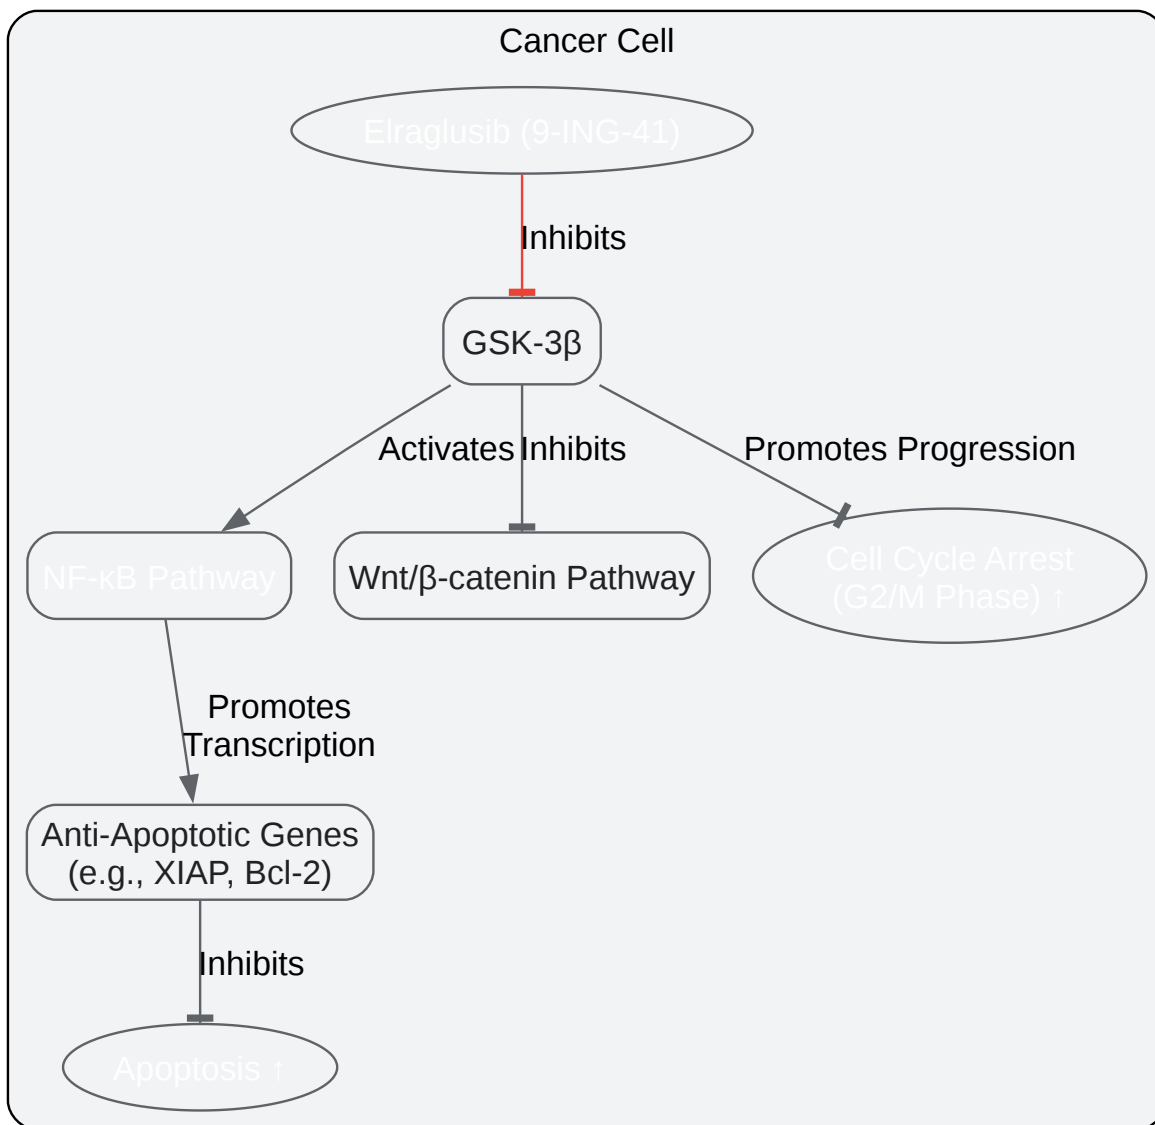 Cancer Cell
Elraglusib (9-ING-41)
Inhibits
GSK-3β
Activates
Inhibits
Promotes Progression
NF-κB Pathway
Wnt/β-catenin Pathway
Cell Cycle Arrest
(G2/M Phase) ↑
Promotes
Transcription
Anti-Apoptotic Genes
(e.g., XIAP, Bcl-2)
Inhibits
Apoptosis ↑